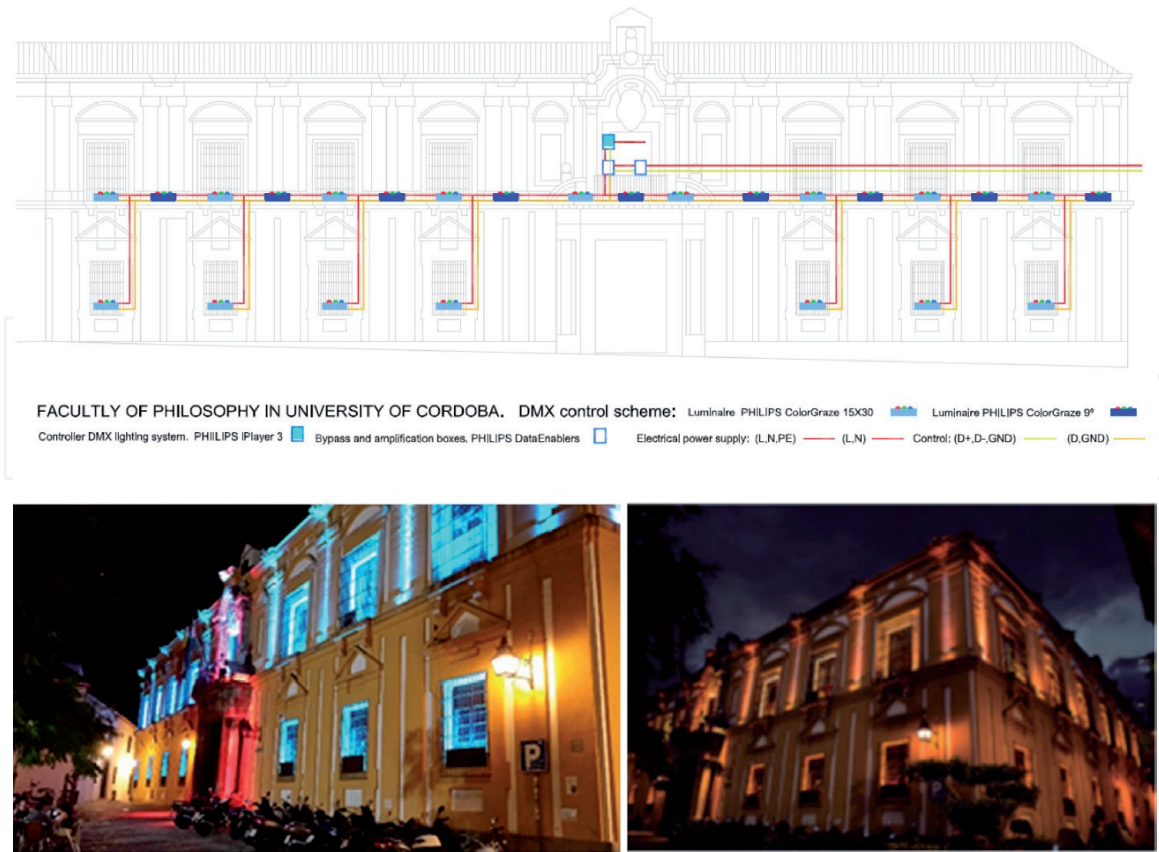 FACULTLY OF PHILOSOPHY IN UNIVERSITY OF CORDOBA. DMX control scheme: Luminaire PHILIPS ColorGraze 15X30 Luminaire PHILIPS ColorGraze 9º
Controller DMX lighting system. PHIILIPS IPlayer 3 Bypass and amplification boxes. PHILIPS DataEnablers Electrical power supply: (L,N,PE) (L,N) Control: (D+,D-,GND) (D,GND)
P